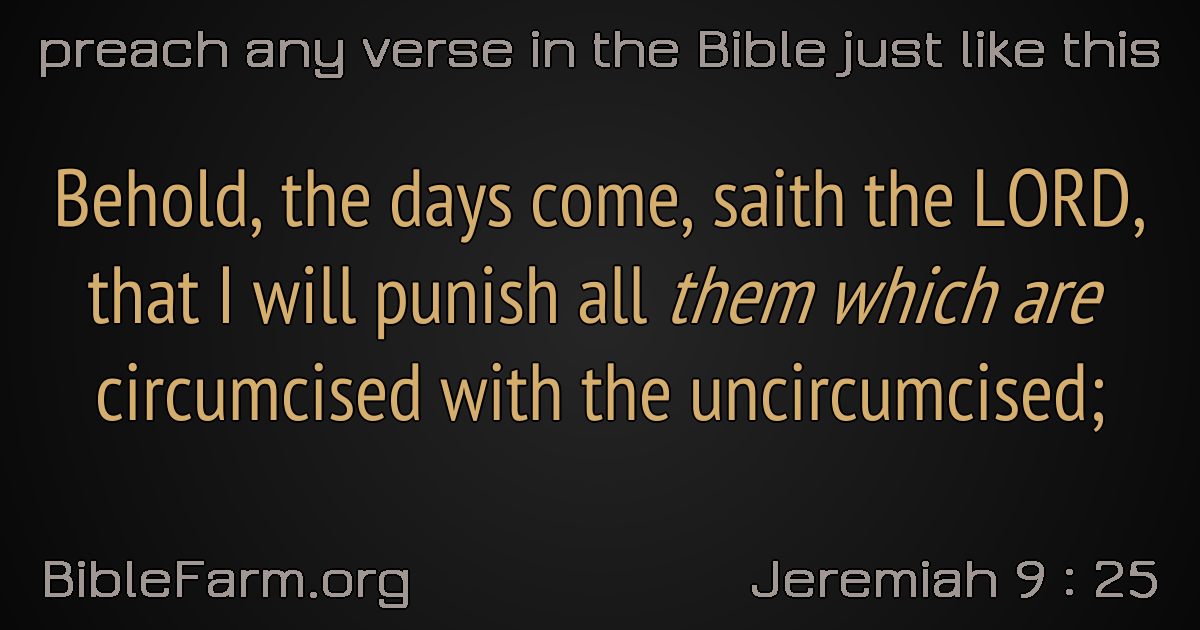 preach any verse in the Bible just like this
Behold, the days come, saith the LORD,
that I will punish all them which are
circumcised with the uncircumcised;
BibleFarm.org
Jeremiah 9 : 25